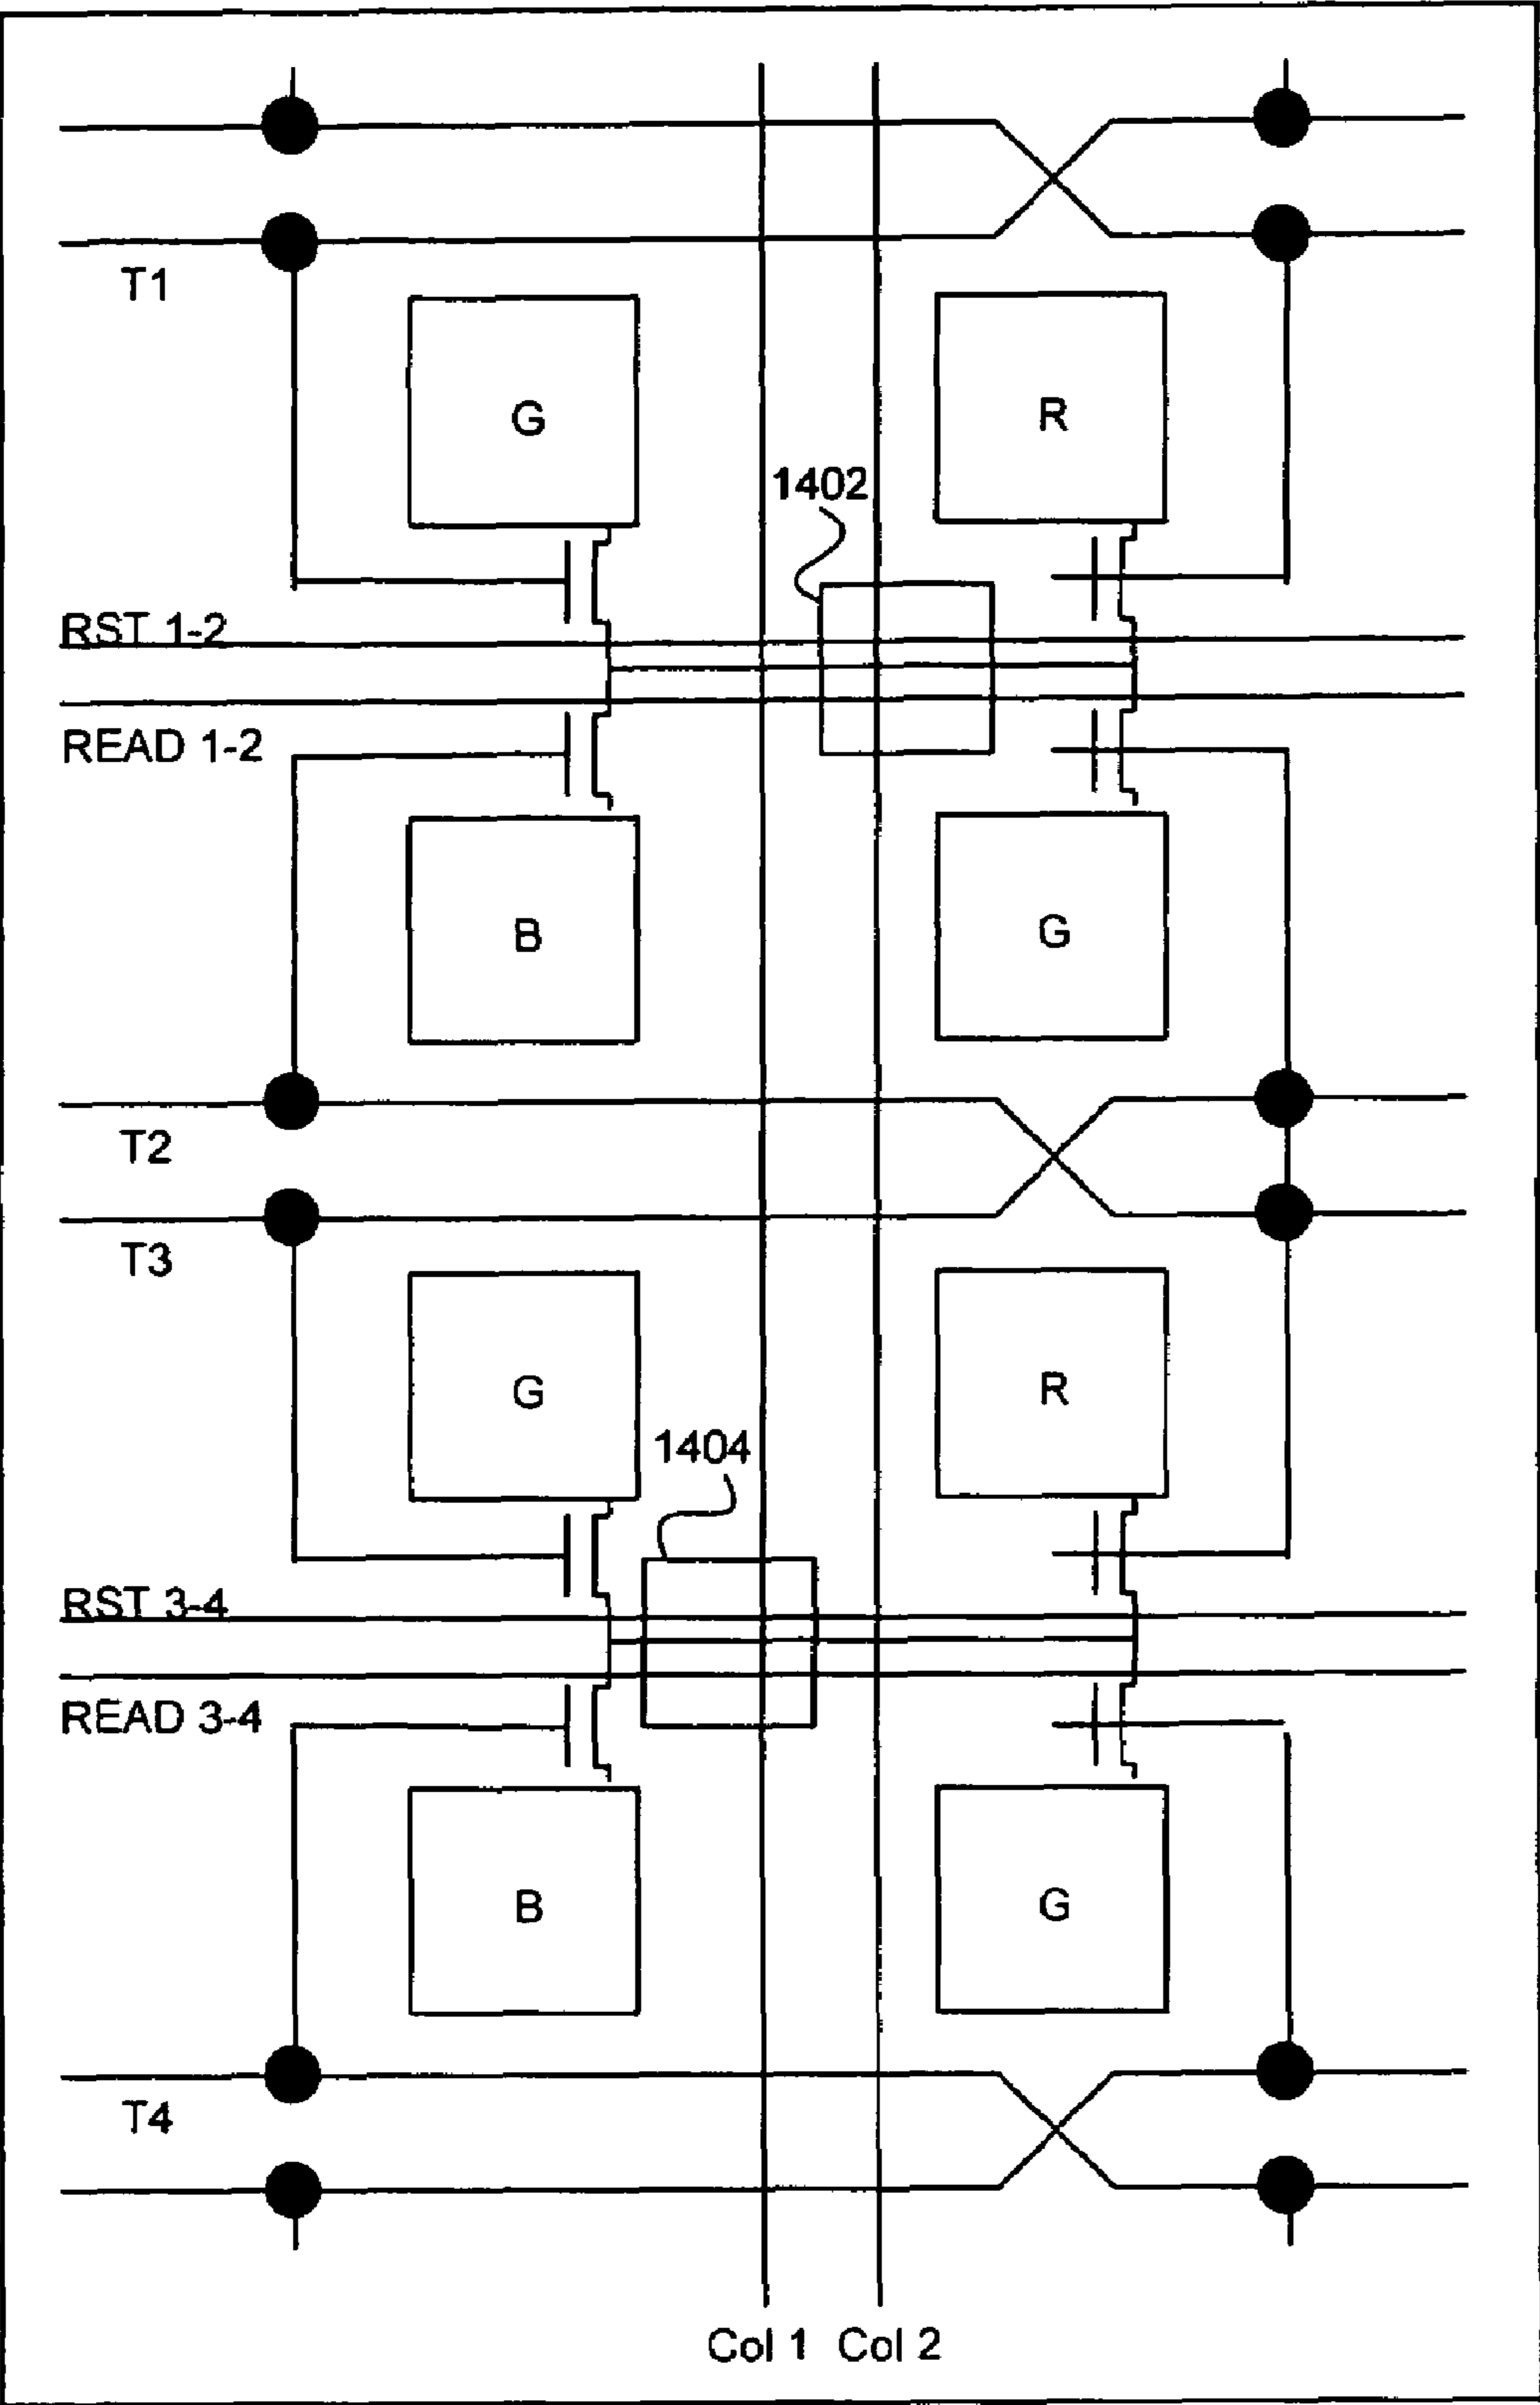 T1
G
R
1402
RST 1-2
READ 1-2
B
G
T2
T3
G
R
1404
RST 3-4
READ 3-4
B
G
T4
Col 1 Col 2